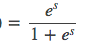 ) = e^s / (1 + e^s)